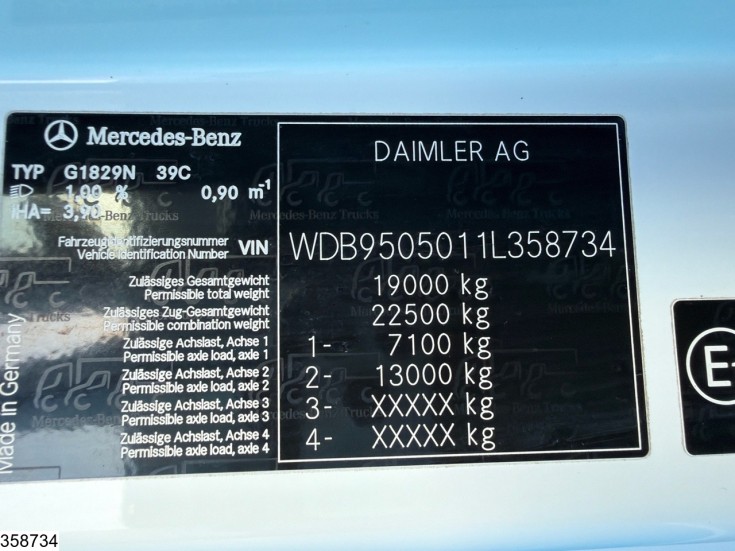 Mercedes-Benz
DAIMLER AG
TYP G1829N 39C
1,00 % 0,90 m-1
IHA= 3,90
Fahrzeugidentifizierungsnummer
Vehicle Identification Number VIN WDB9505011L358734
Zulässiges Gesamtgewicht
Permissible total weight 19000 kg
Zulässiges Zug-Gesamtgewicht
Permissible combination weight 22500 kg
Zulässige Achslast, Achse 1
Permissible axle load, axle 1 1- 7100 kg
Zulässige Achslast, Achse 2
Permissible axle load, axle 2 2- 13000 kg
Zulässige Achslast, Achse 3
Permissible axle load, axle 3 3- XXXXX kg
Zulässige Achslast, Achse 4
Permissible axle load, axle 4 4- XXXXX kg
Made in Germany
E
358734